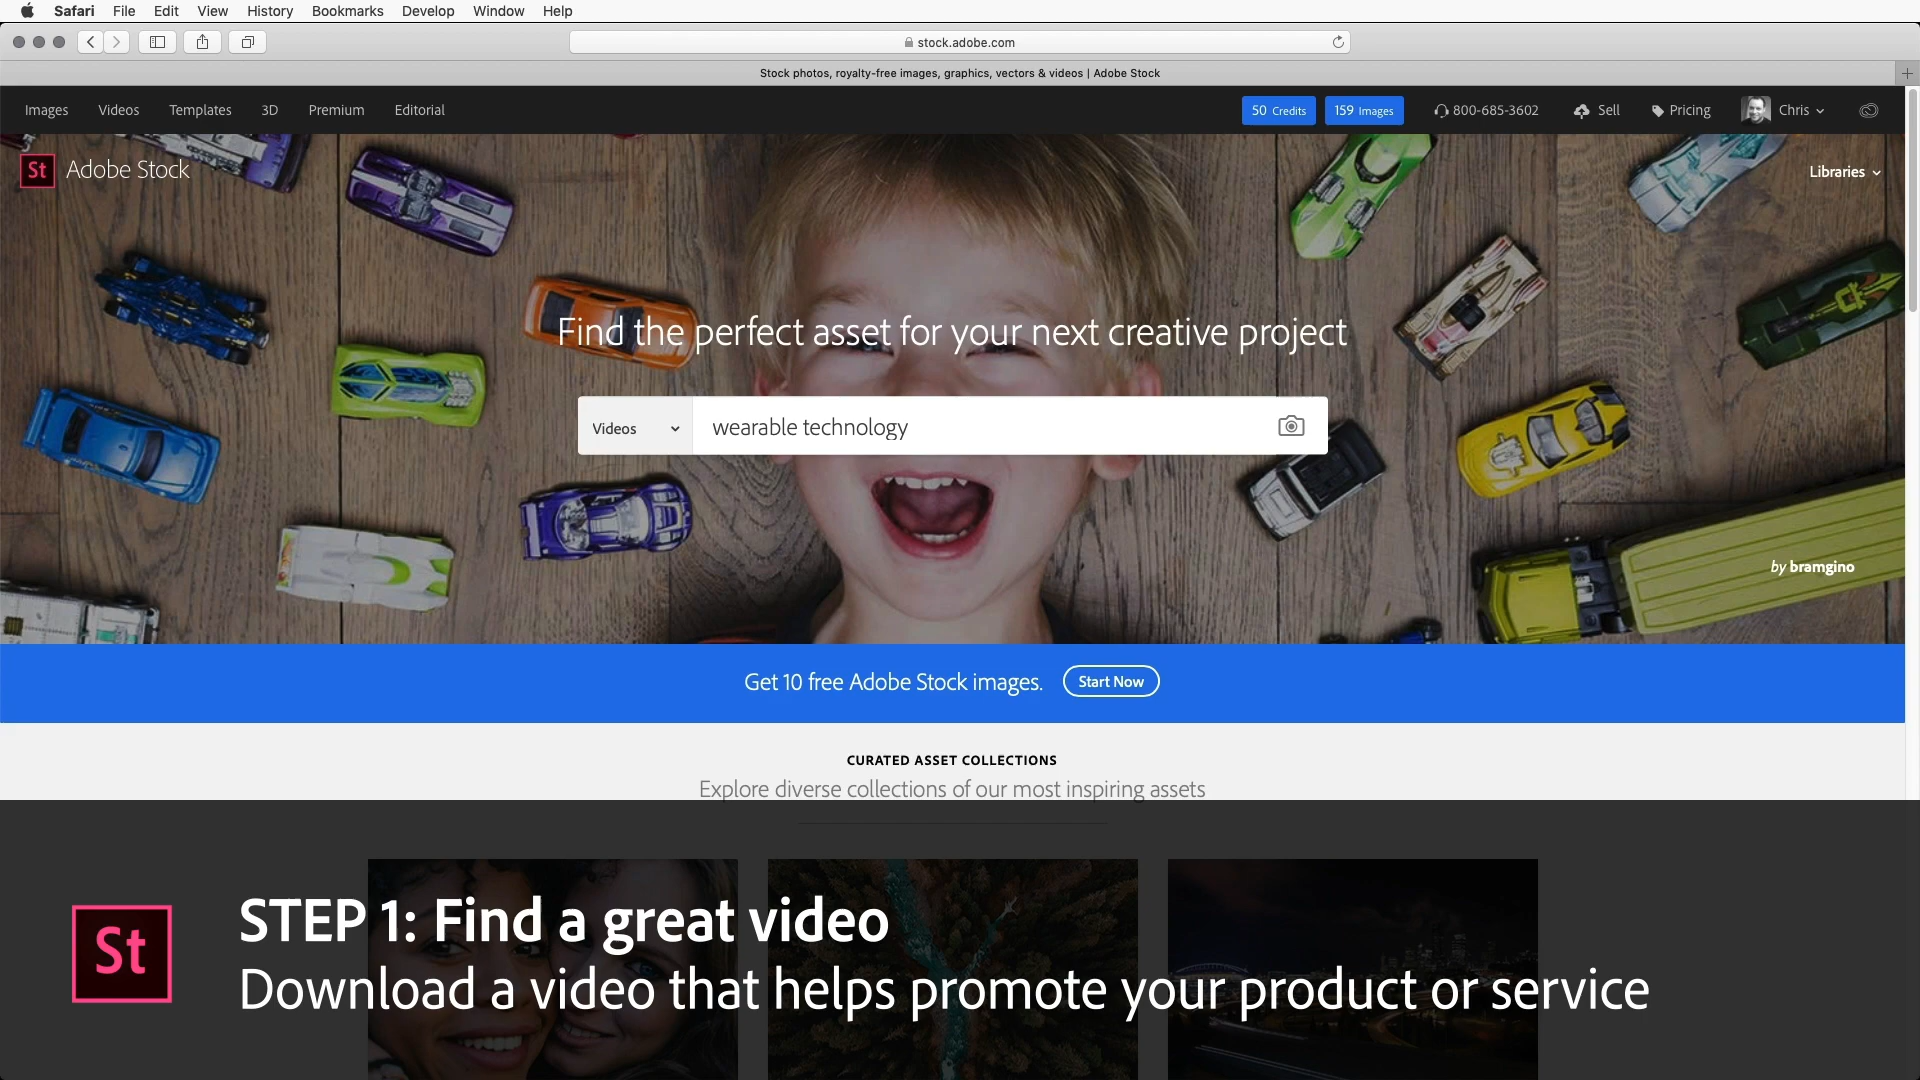 Safari File Edit View History Bookmarks Develop Window Help
stock.adobe.com
Stock photos, royalty-free images, graphics, vectors & videos | Adobe Stock
Images Videos Templates 3D Premium Editorial 50 Credits 159 Images 800-685-3602 Sell Pricing Chris
St Adobe Stock
Libraries
Find the perfect asset for your next creative project
Videos wearable technology
by bramgino
Get 10 free Adobe Stock images. Start Now
CURATED ASSET COLLECTIONS
Explore diverse collections of our most inspiring assets
St
STEP 1: Find a great video
Download a video that helps promote your product or service